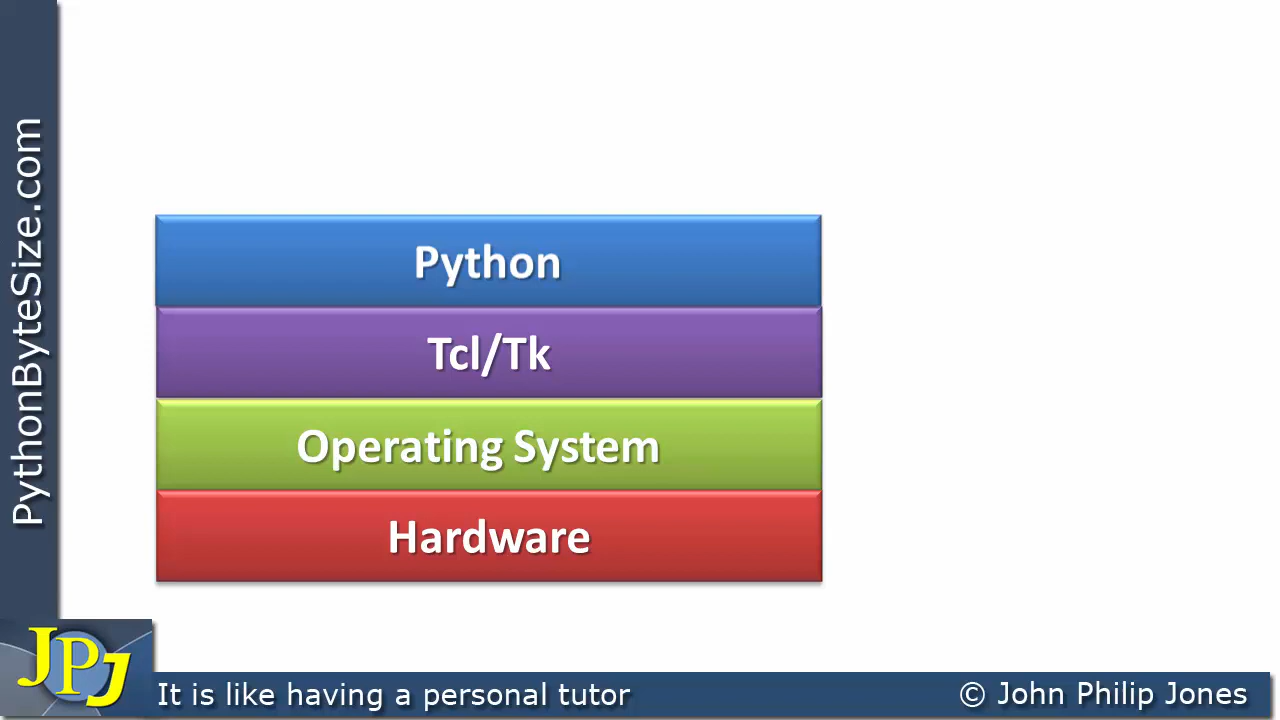 PythonByteSize.com
Python
Tcl/Tk
Operating System
Hardware
JPJ
It is like having a personal tutor
© John Philip Jones